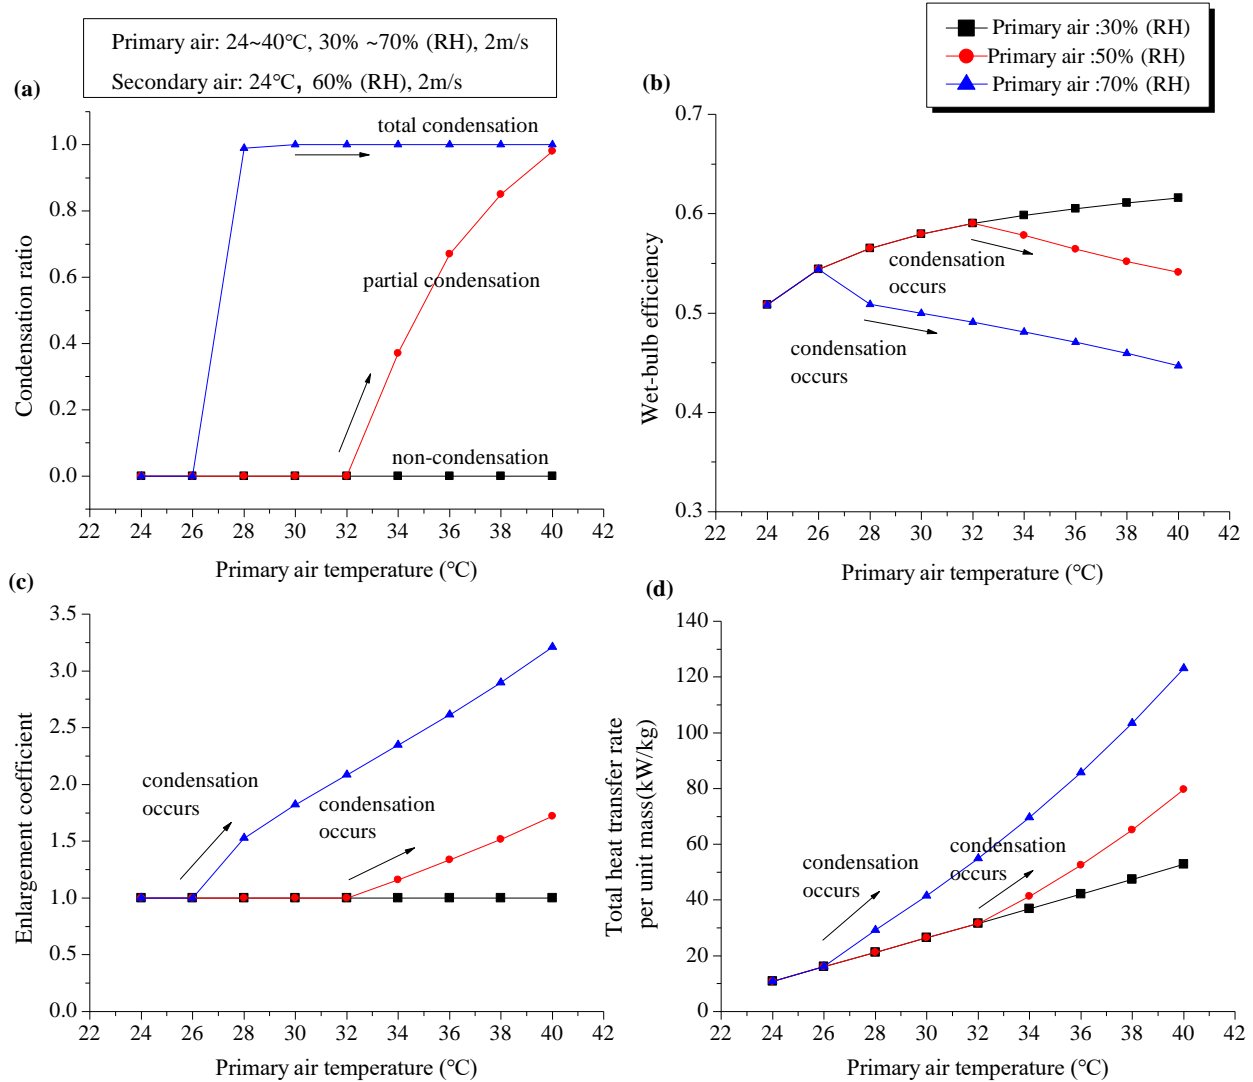 Primary air: 24~40℃, 30% ~70% (RH), 2m/s
Secondary air: 24℃, 60% (RH), 2m/s
Primary air :30% (RH)
Primary air :50% (RH)
Primary air :70% (RH)
(a)
Condensation ratio
1.0
0.8
0.6
0.4
0.2
0.0
total condensation
partial condensation
non-condensation
22 24 26 28 30 32 34 36 38 40 42
Primary air temperature (℃)
(b)
Wet-bulb efficiency
0.7
0.6
0.5
0.4
0.3
condensation
occurs
condensation
occurs
22 24 26 28 30 32 34 36 38 40 42
Primary air temperature (℃)
(c)
Enlargement coefficient
3.5
3.0
2.5
2.0
1.5
1.0
0.5
0.0
condensation
occurs
condensation
occurs
22 24 26 28 30 32 34 36 38 40 42
Primary air temperature (℃)
(d)
Total heat transfer rate
per unit mass(kW/kg)
140
120
100
80
60
40
20
0
condensation
occurs
condensation
occurs
22 24 26 28 30 32 34 36 38 40 42
Primary air temperature (℃)